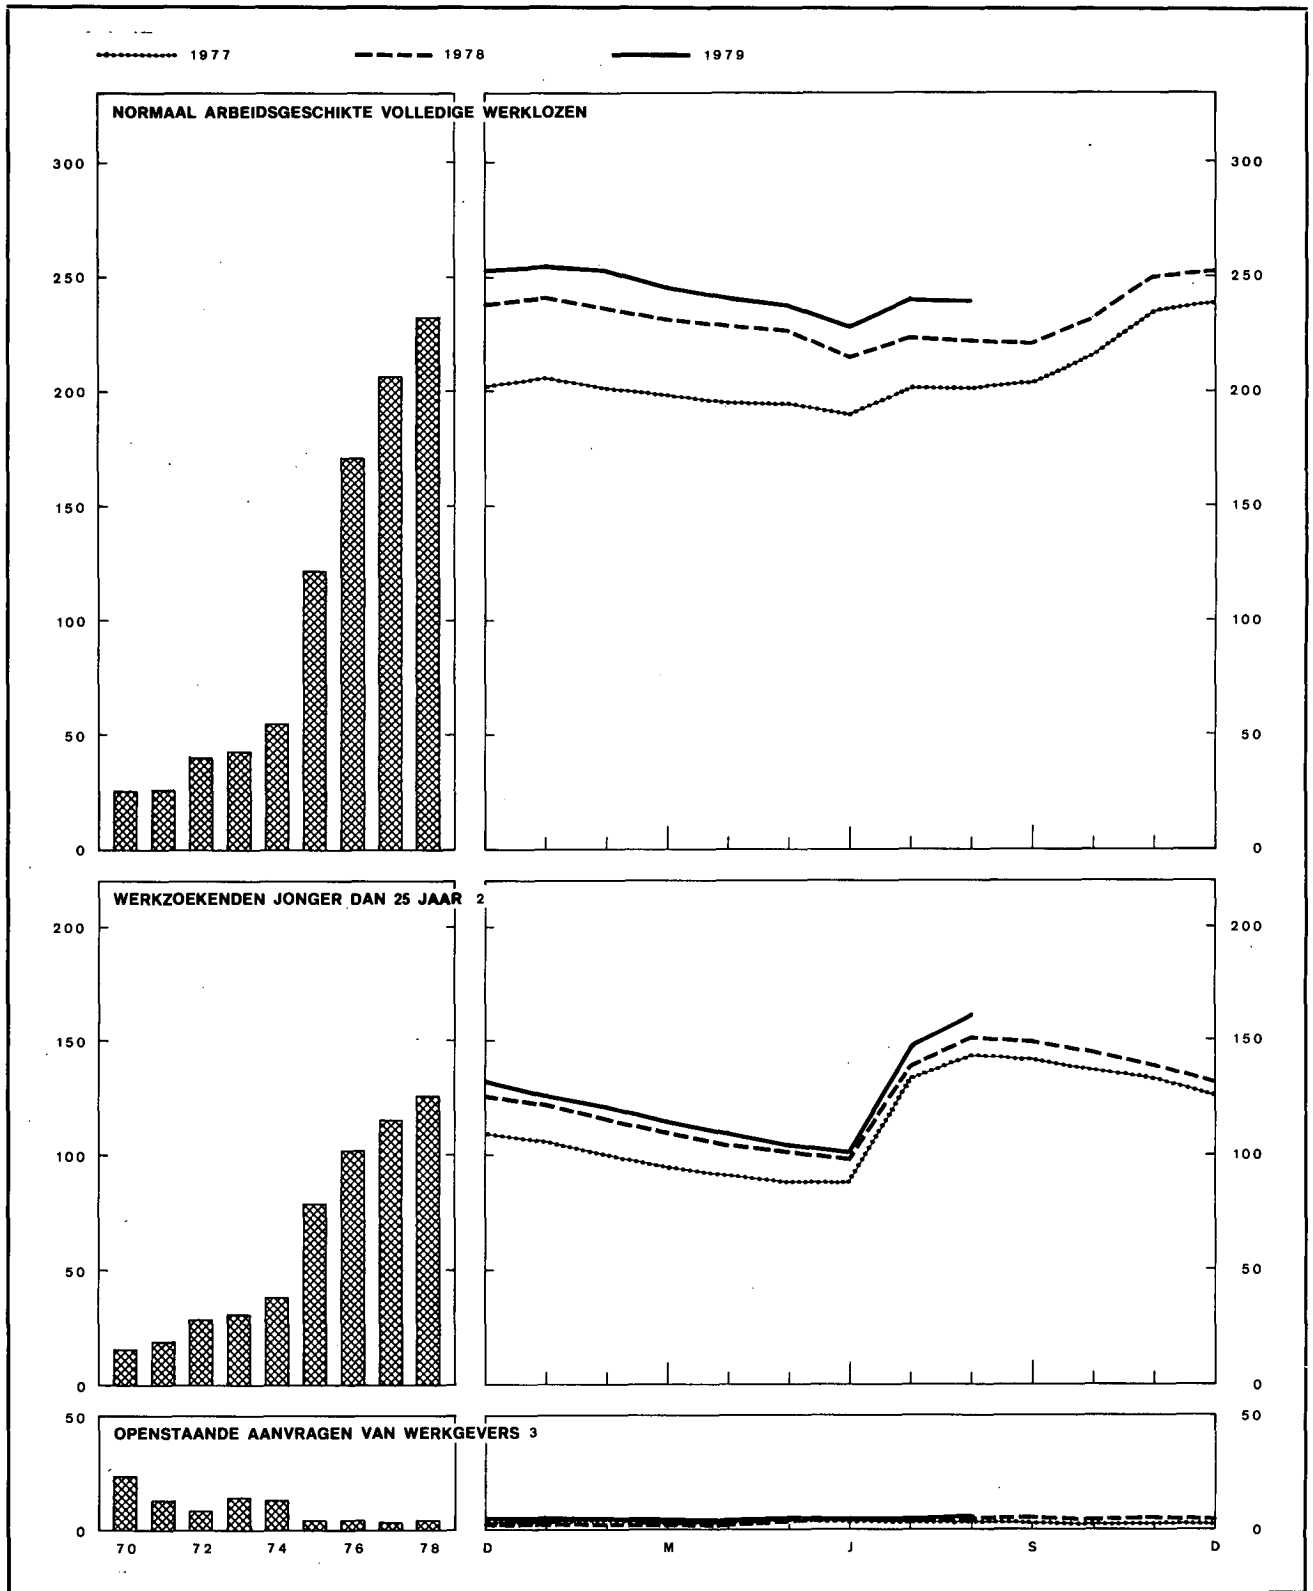 1977 1978 1979
NORMAAL ARBEIDSGESCHIKTE VOLLEDIGE WERKLOZEN
300 300
250 250
200 200
150 150
100 100
50 50
0 0
WERKZOEKENDEN JONGER DAN 25 JAAR 2
200 200
150 150
100 100
50 50
0 0
50 50
OPENSTAANDE AANVRAGEN VAN WERKGEVERS 3
0 0
70 72 74 76 78 D M J S D